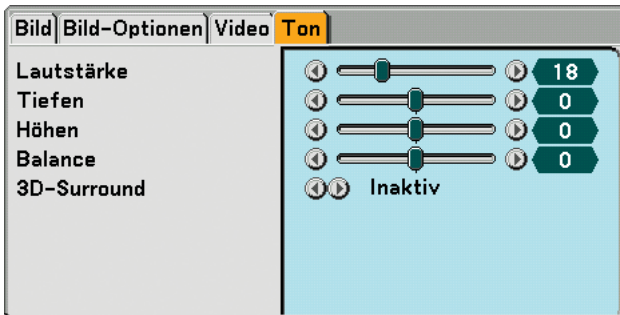 Bild Bild-Optionen Video Ton
Lautstärke 18
Tiefen 0
Höhen 0
Balance 0
3D-Surround Inaktiv